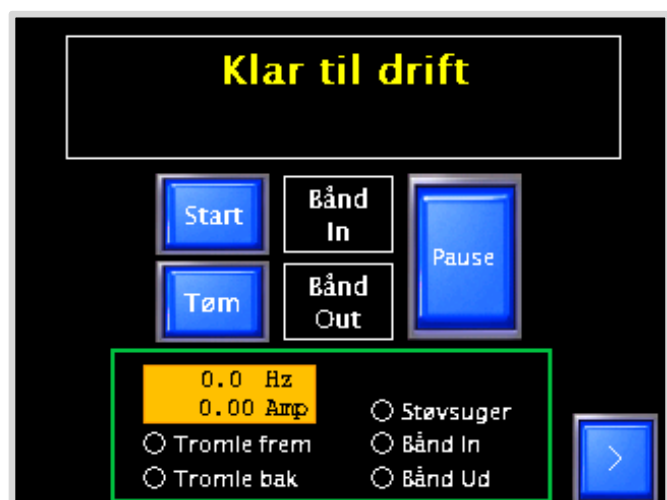 Klar til drift
Start
Bånd
In
Pause
Tøm
Bånd
Out
0.0 Hz
0.00 Amp
Støvsuger
Tromle frem
Bånd In
Tromle bak
Bånd Ud
>